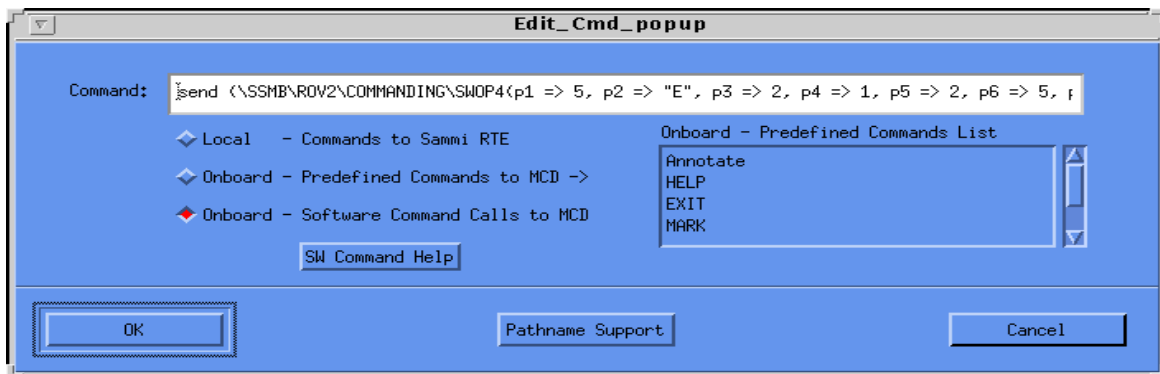 Edit_Cmd_popup
Command: send (\SSMB\ROV2\COMMANDING\SWOP4(p1 => 5, p2 => "E", p3 => 2, p4 => 1, p5 => 2, p6 => 5,
Local - Commands to Sammi RTE
Onboard - Predefined Commands to MCD ->
Onboard - Software Command Calls to MCD
SW Command Help
Onboard - Predefined Commands List
Annotate
HELP
EXIT
MARK
OK
Pathname Support
Cancel